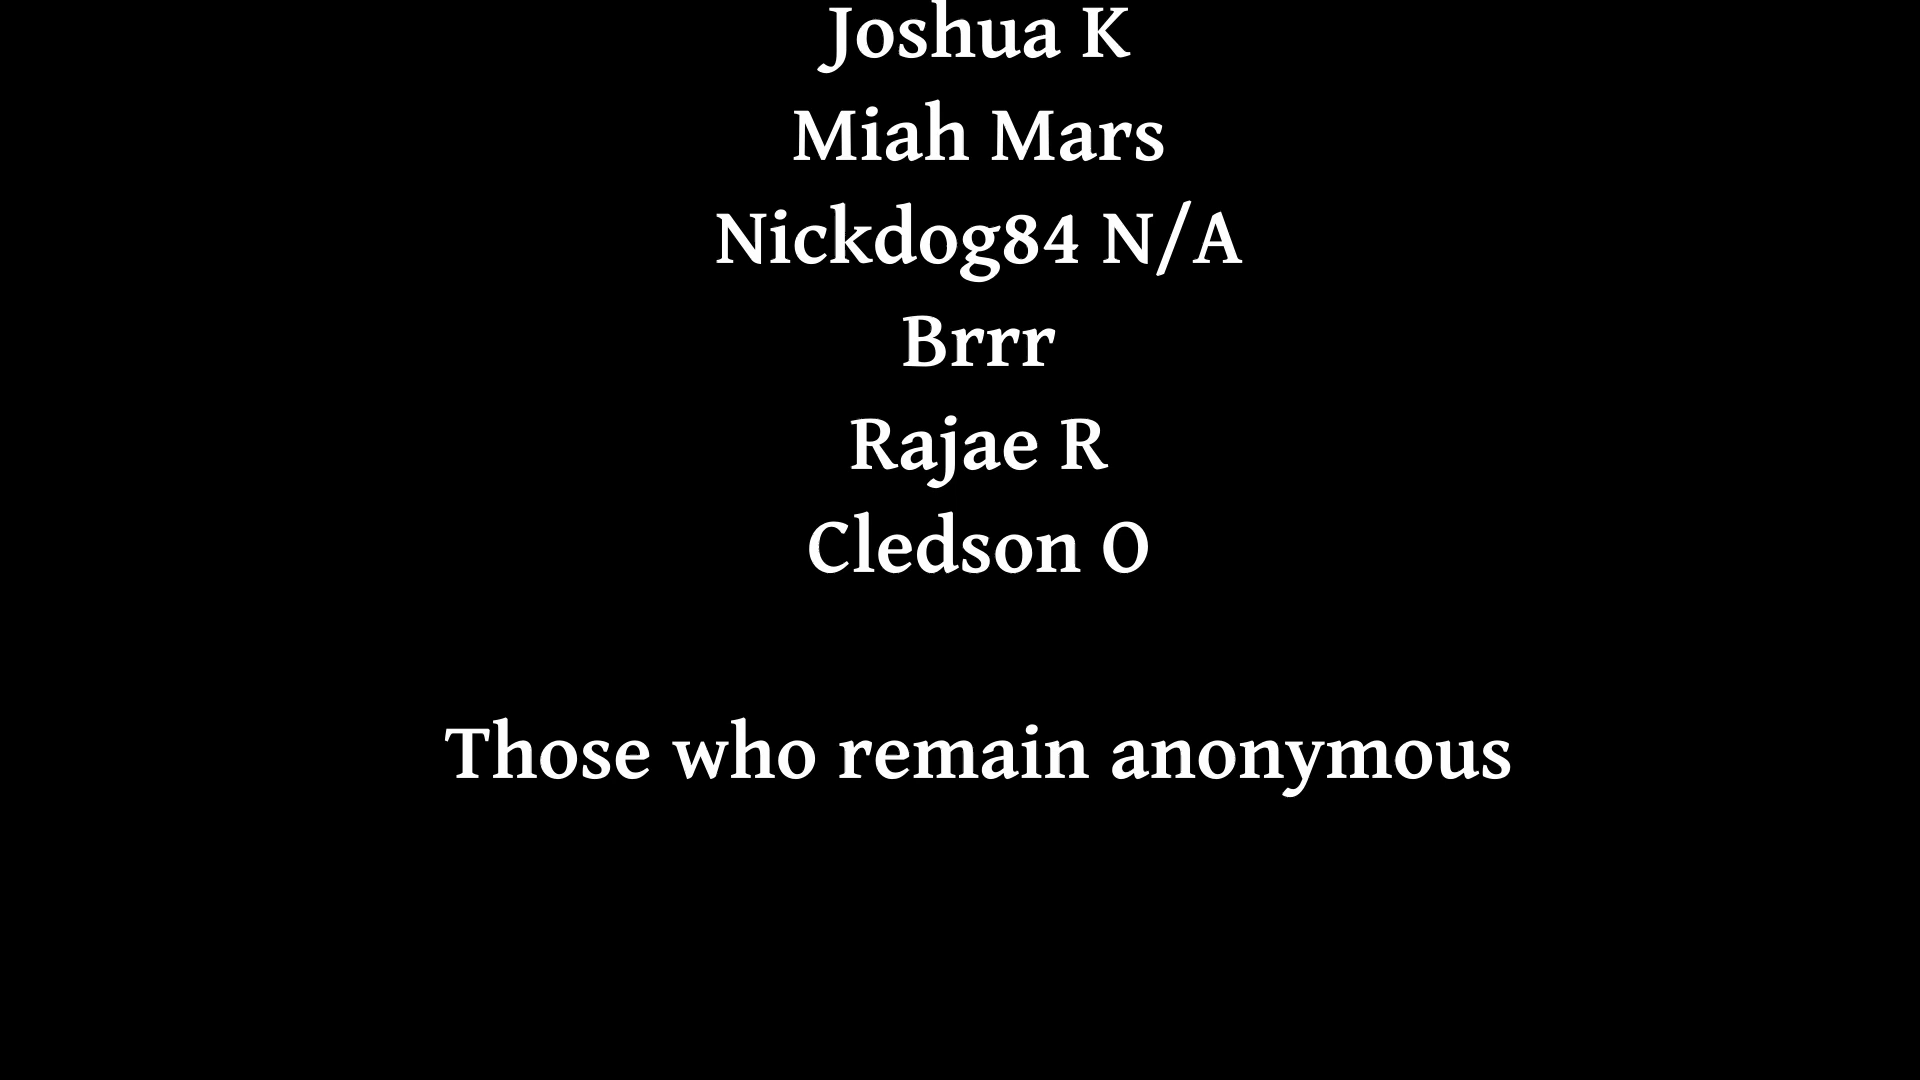 Joshua K
Miah Mars
Nickdog84 N/A
Brrr
Rajae R
Cledson O
Those who remain anonymous